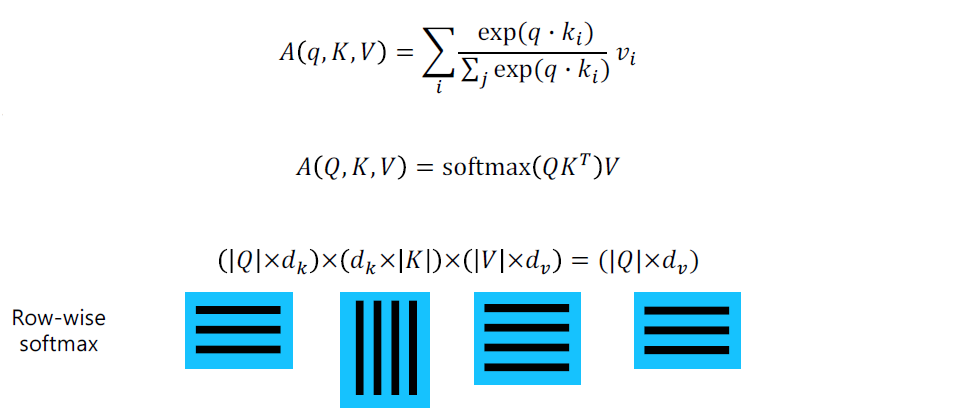 A(q, K, V) = ∑_i exp(q · k_i) / ∑_j exp(q · k_i) v_i
A(Q, K, V) = softmax(QK^T)V
(|Q|×d_k)×(d_k×|K|)×(|V|×d_v) = (|Q|×d_v)
Row-wise
softmax